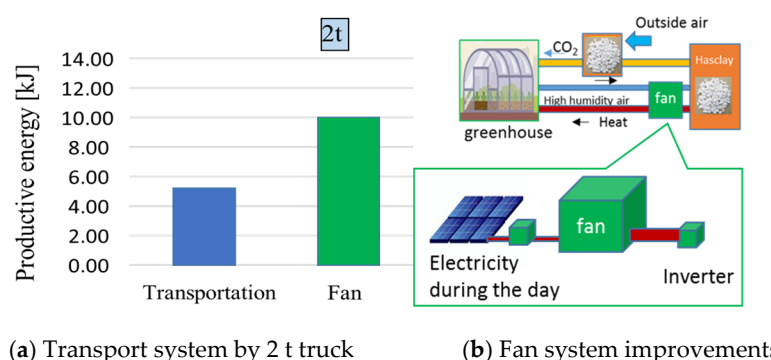 2t
Productive energy [kJ]
14.00
12.00
10.00
8.00
6.00
4.00
2.00
0.00
Transportation
Fan
(a) Transport system by 2 t truck
Outside air
CO2
Hasclay
High humidity air
fan
Heat
greenhouse
fan
Electricity
during the day
Inverter
(b) Fan system improvements